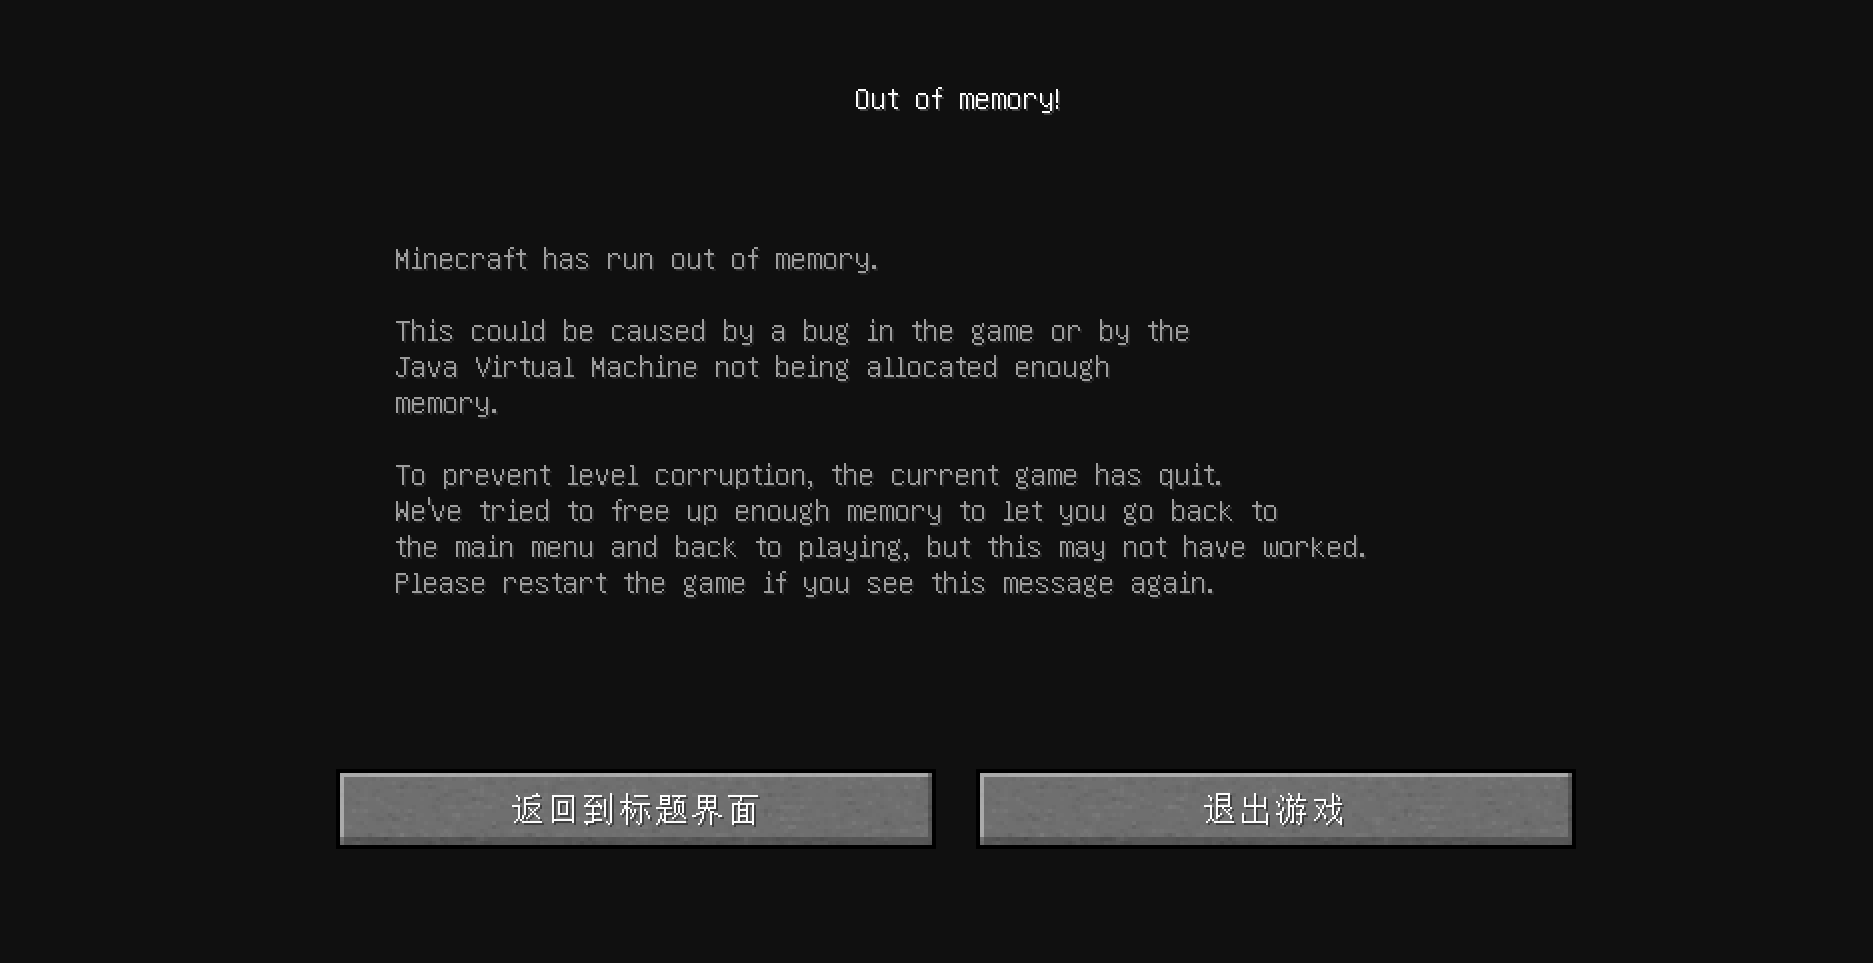 Out of memory!
Minecraft has run out of memory.
This could be caused by a bug in the game or by the
Java Virtual Machine not being allocated enough
memory.
To prevent level corruption, the current game has quit.
We've tried to free up enough memory to let you go back to
the main menu and back to playing, but this may not have worked.
Please restart the game if you see this message again.
返回到标题界面
退出游戏